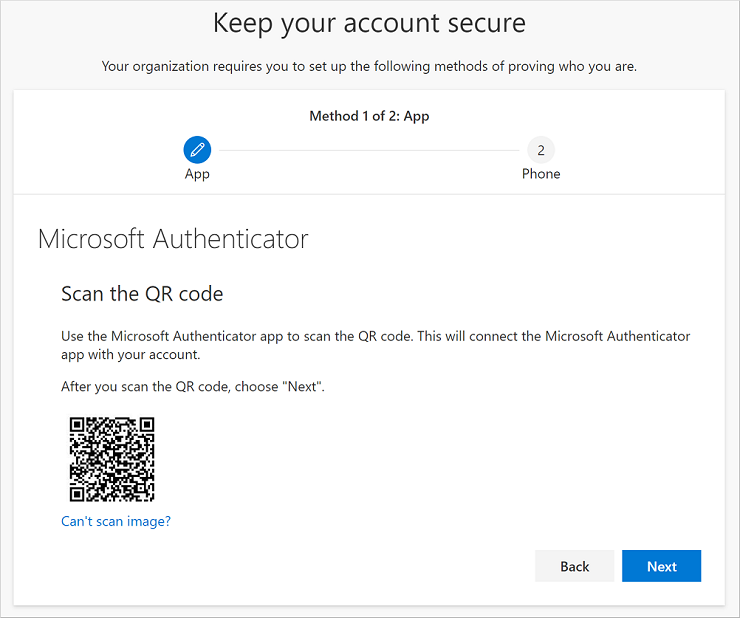 Keep your account secure
Your organization requires you to set up the following methods of proving who you are.
Method 1 of 2: App
2
App
Phone
Microsoft Authenticator
Scan the QR code
Use the Microsoft Authenticator app to scan the QR code. This will connect the Microsoft Authenticator
app with your account.
After you scan the QR code, choose "Next".
Can't scan image?
Back
Next